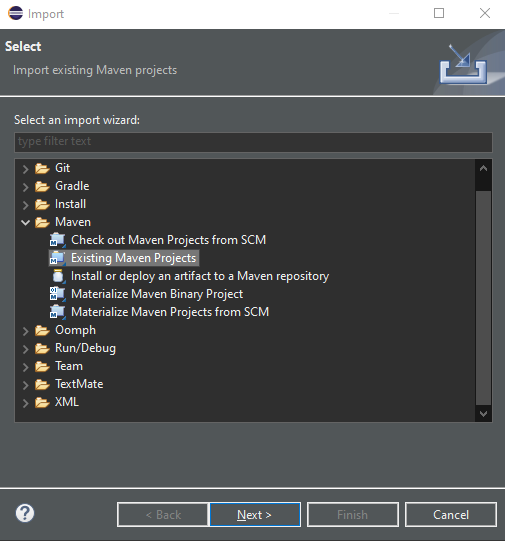 Import
Select
Import existing Maven projects
Select an import wizard:
type filter text
Git
Gradle
Install
Maven
Check out Maven Projects from SCM
Existing Maven Projects
Install or deploy an artifact to a Maven repository
Materialize Maven Binary Project
Materialize Maven Projects from SCM
Oomph
Run/Debug
Team
TextMate
XML
? < Back Next > Finish Cancel